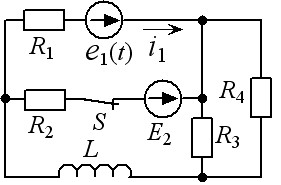 R₁ e₁(t) i₁
R₄
R₂ S E₂
R₃
L